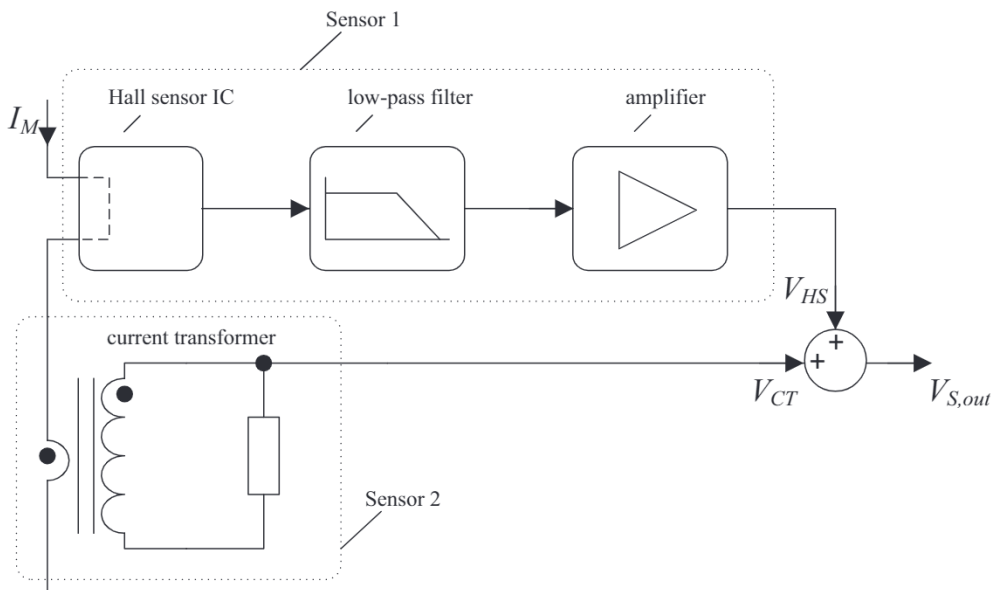 Sensor 1
Hall sensor IC
low-pass filter
amplifier
I_M
V_HS
current transformer
+
+
V_CT
V_S,out
Sensor 2